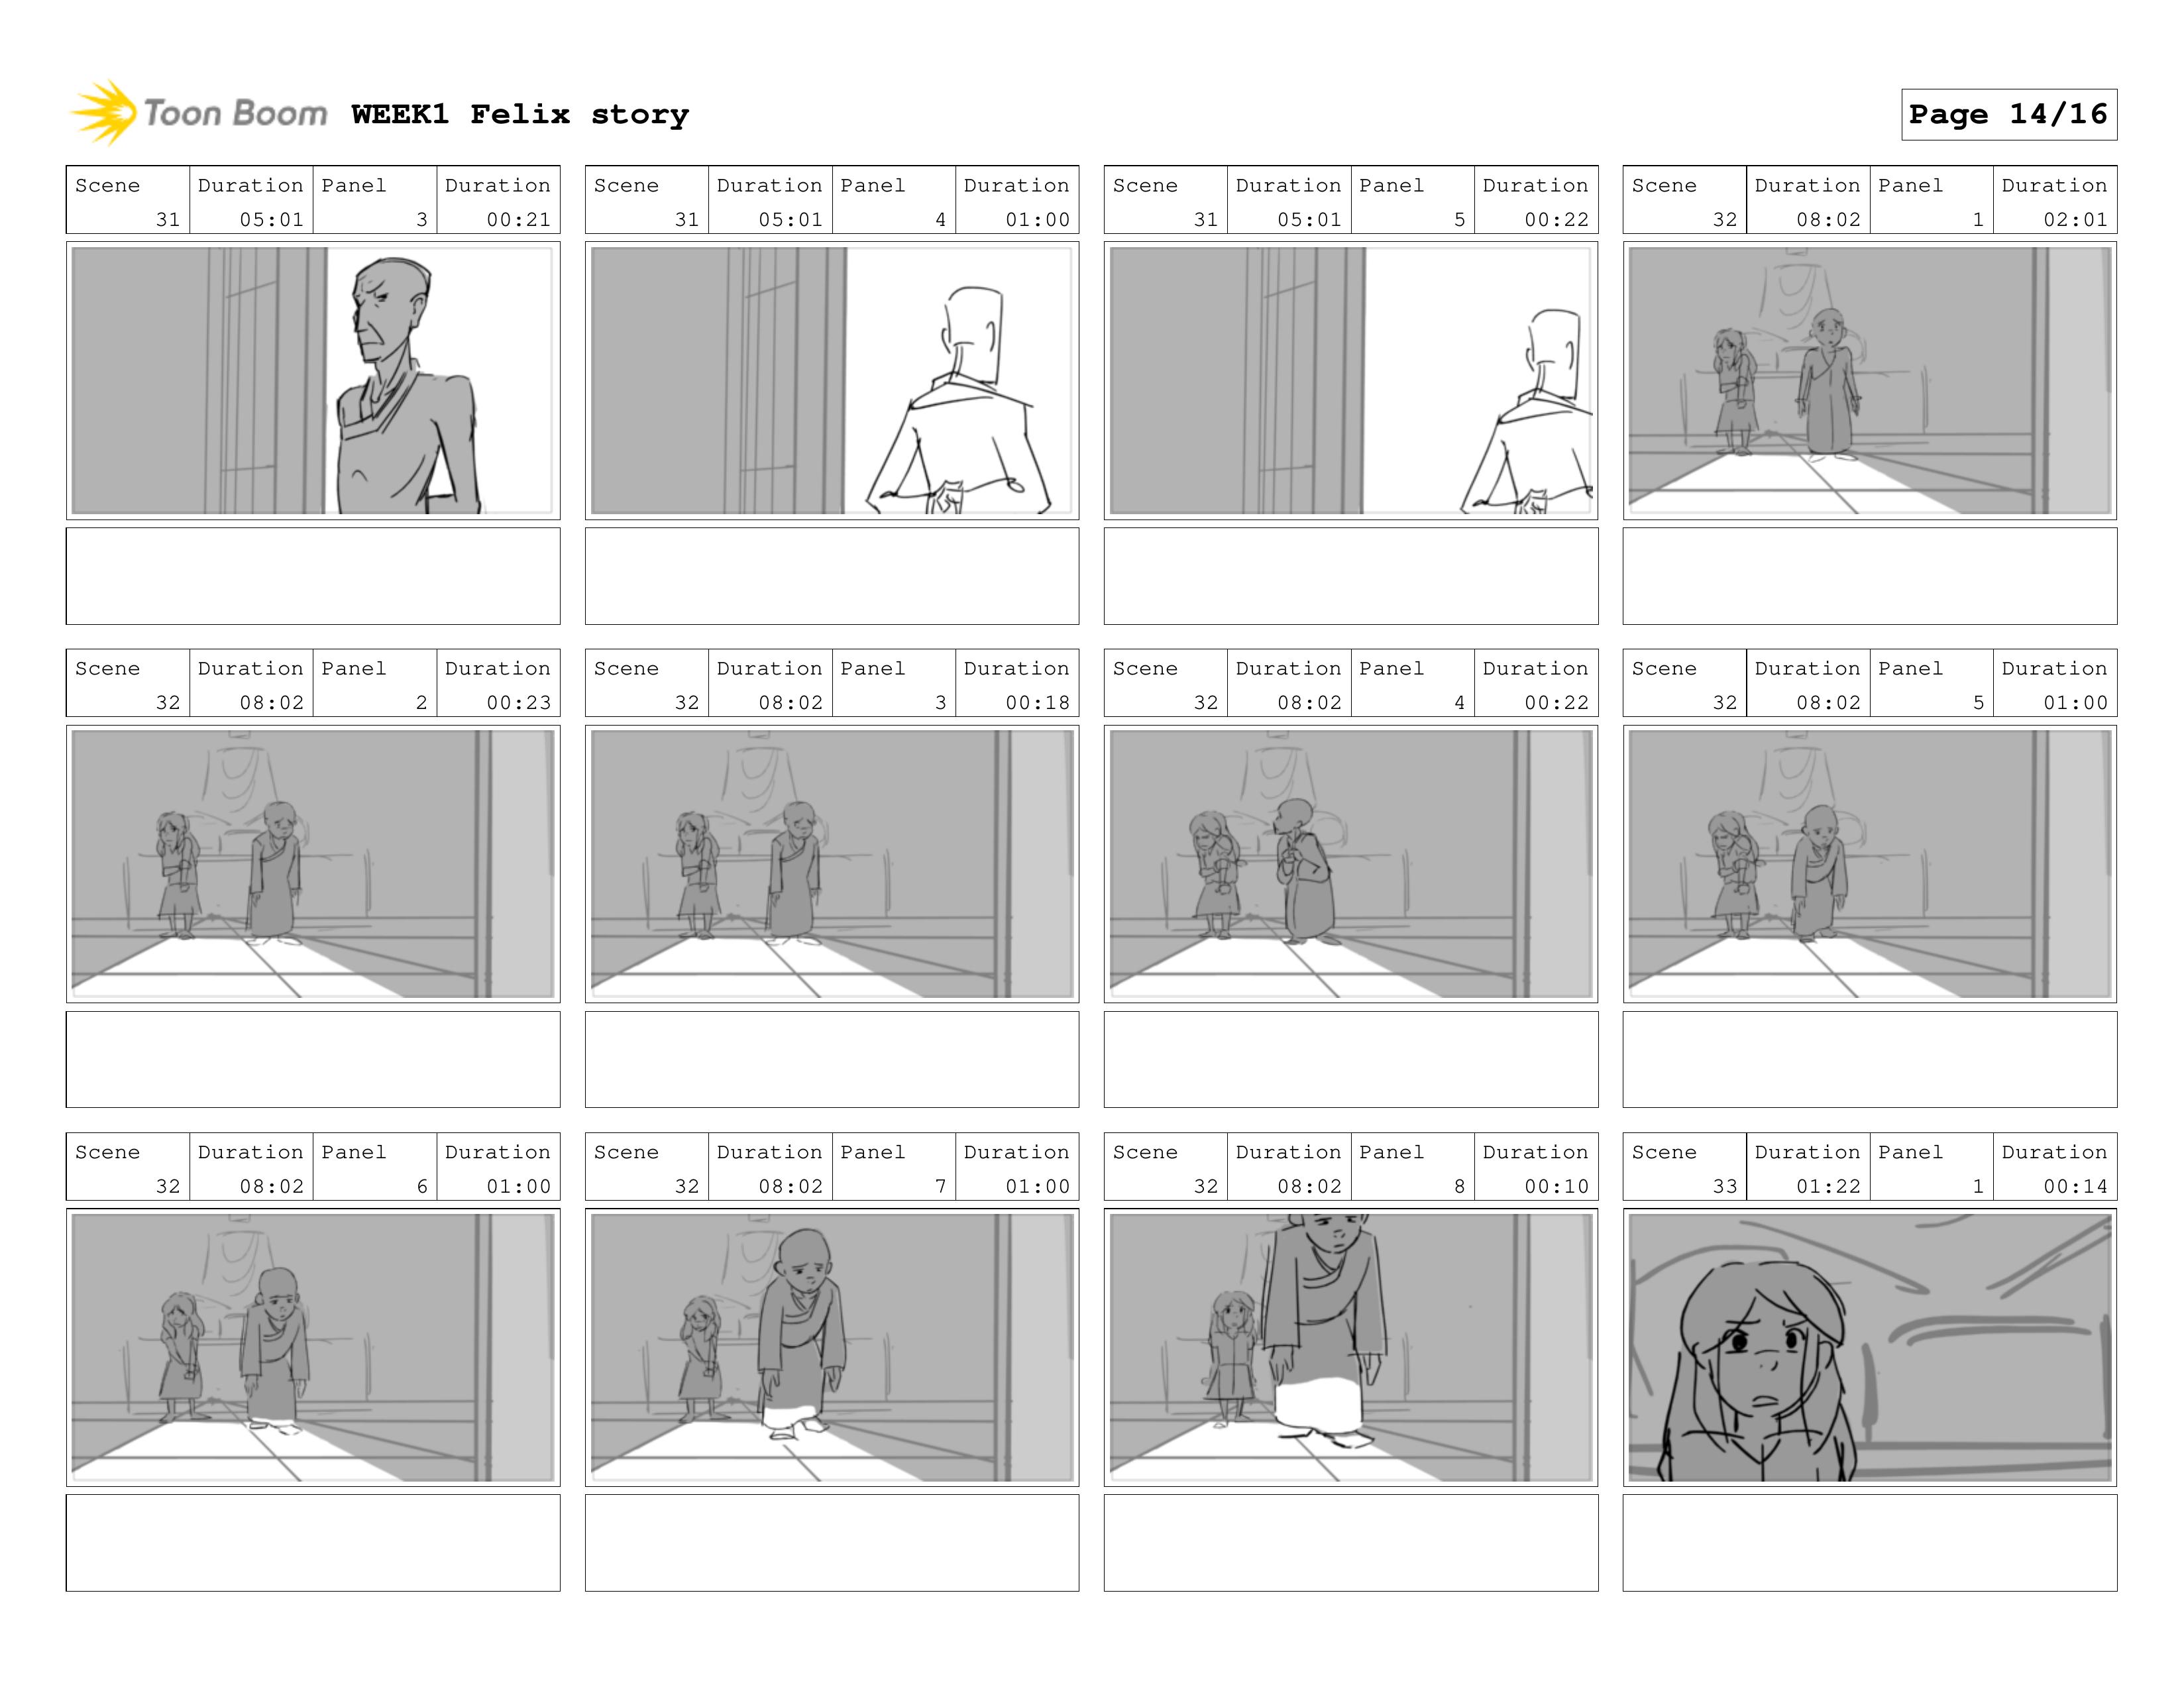 Toon Boom WEEK1 Felix story Page 14/16
Scene Duration Panel Duration Scene Duration Panel Duration Scene Duration Panel Duration Scene Duration Panel Duration
31 05:01 3 00:21 31 05:01 4 01:00 31 05:01 5 00:22 32 08:02 1 02:01
Scene Duration Panel Duration Scene Duration Panel Duration Scene Duration Panel Duration Scene Duration Panel Duration
32 08:02 2 00:23 32 08:02 3 00:18 32 08:02 4 00:22 32 08:02 5 01:00
Scene Duration Panel Duration Scene Duration Panel Duration Scene Duration Panel Duration Scene Duration Panel Duration
32 08:02 6 01:00 32 08:02 7 01:00 32 08:02 8 00:10 33 01:22 1 00:14